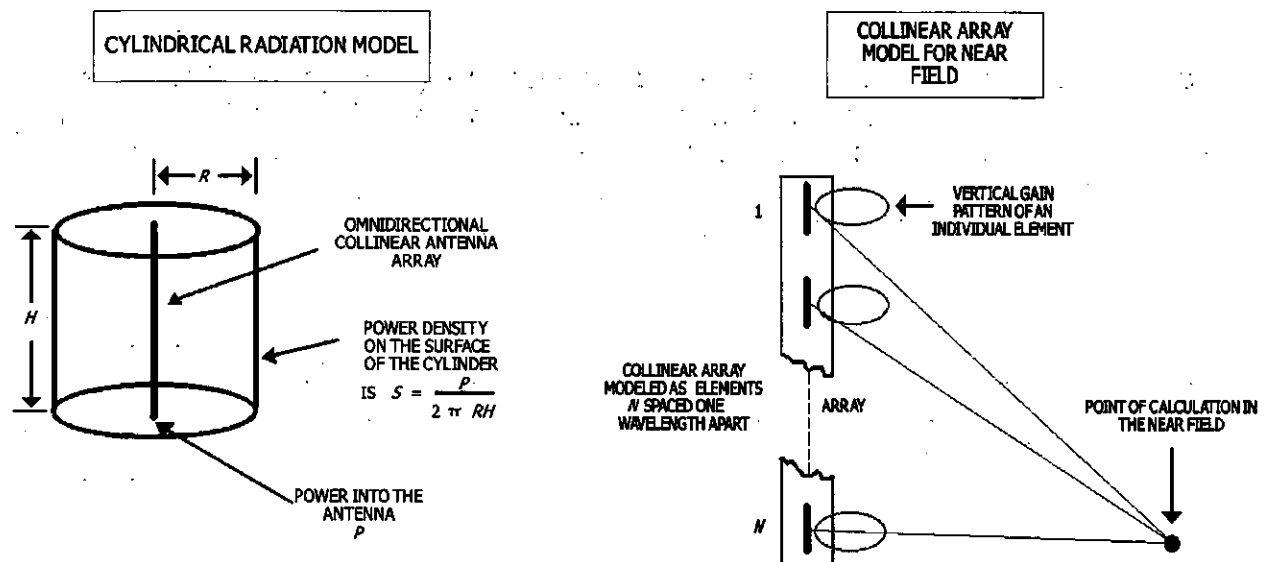 CYLINDRICAL RADIATION MODEL
R
H
OMNIDIRECTIONAL
COLLINEAR ANTENNA
ARRAY
POWER DENSITY
ON THE SURFACE
OF THE CYLINDER
IS S = P / 2 π RH
POWER INTO THE
ANTENNA
P
COLLINEAR ARRAY
MODEL FOR NEAR
FIELD
1
VERTICAL GAIN
PATTERN OF AN
INDIVIDUAL ELEMENT
COLLINEAR ARRAY
MODELED AS ELEMENTS
N SPACED ONE
WAVELENGTH APART
ARRAY
POINT OF CALCULATION IN
THE NEAR FIELD
N